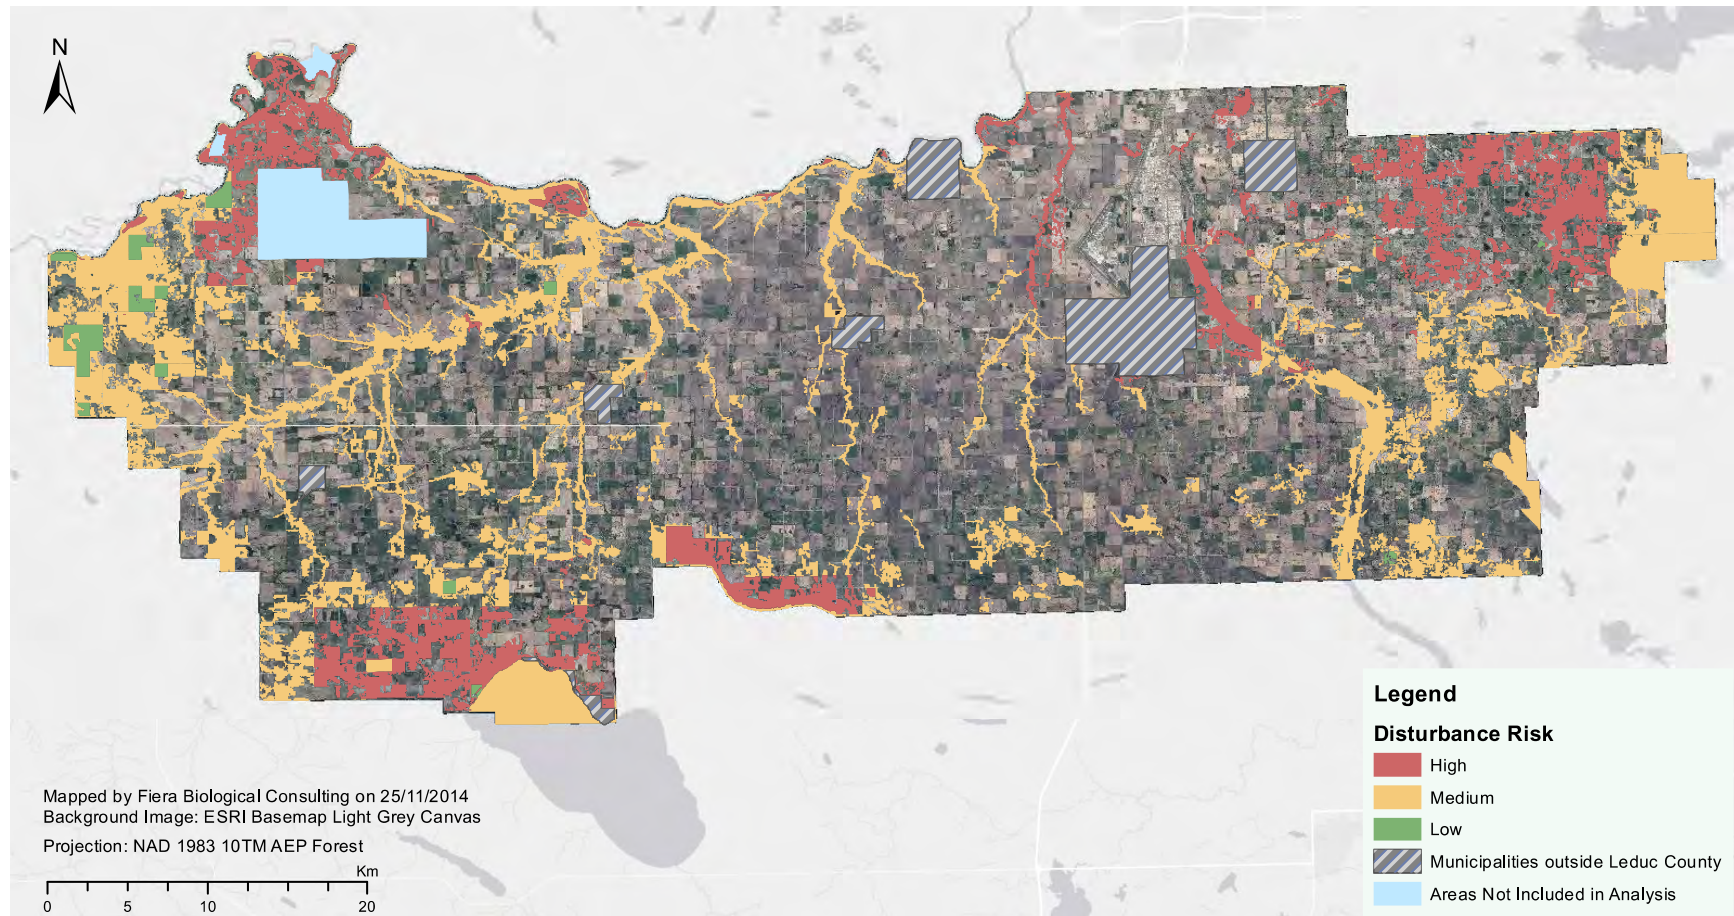 N
Mapped by Fiera Biological Consulting on 25/11/2014
Background Image: ESRI Basemap Light Grey Canvas
Projection: NAD 1983 10TM AEP Forest
Km
0 5 10 20
Legend
Disturbance Risk
High
Medium
Low
Municipalities outside Leduc County
Areas Not Included in Analysis